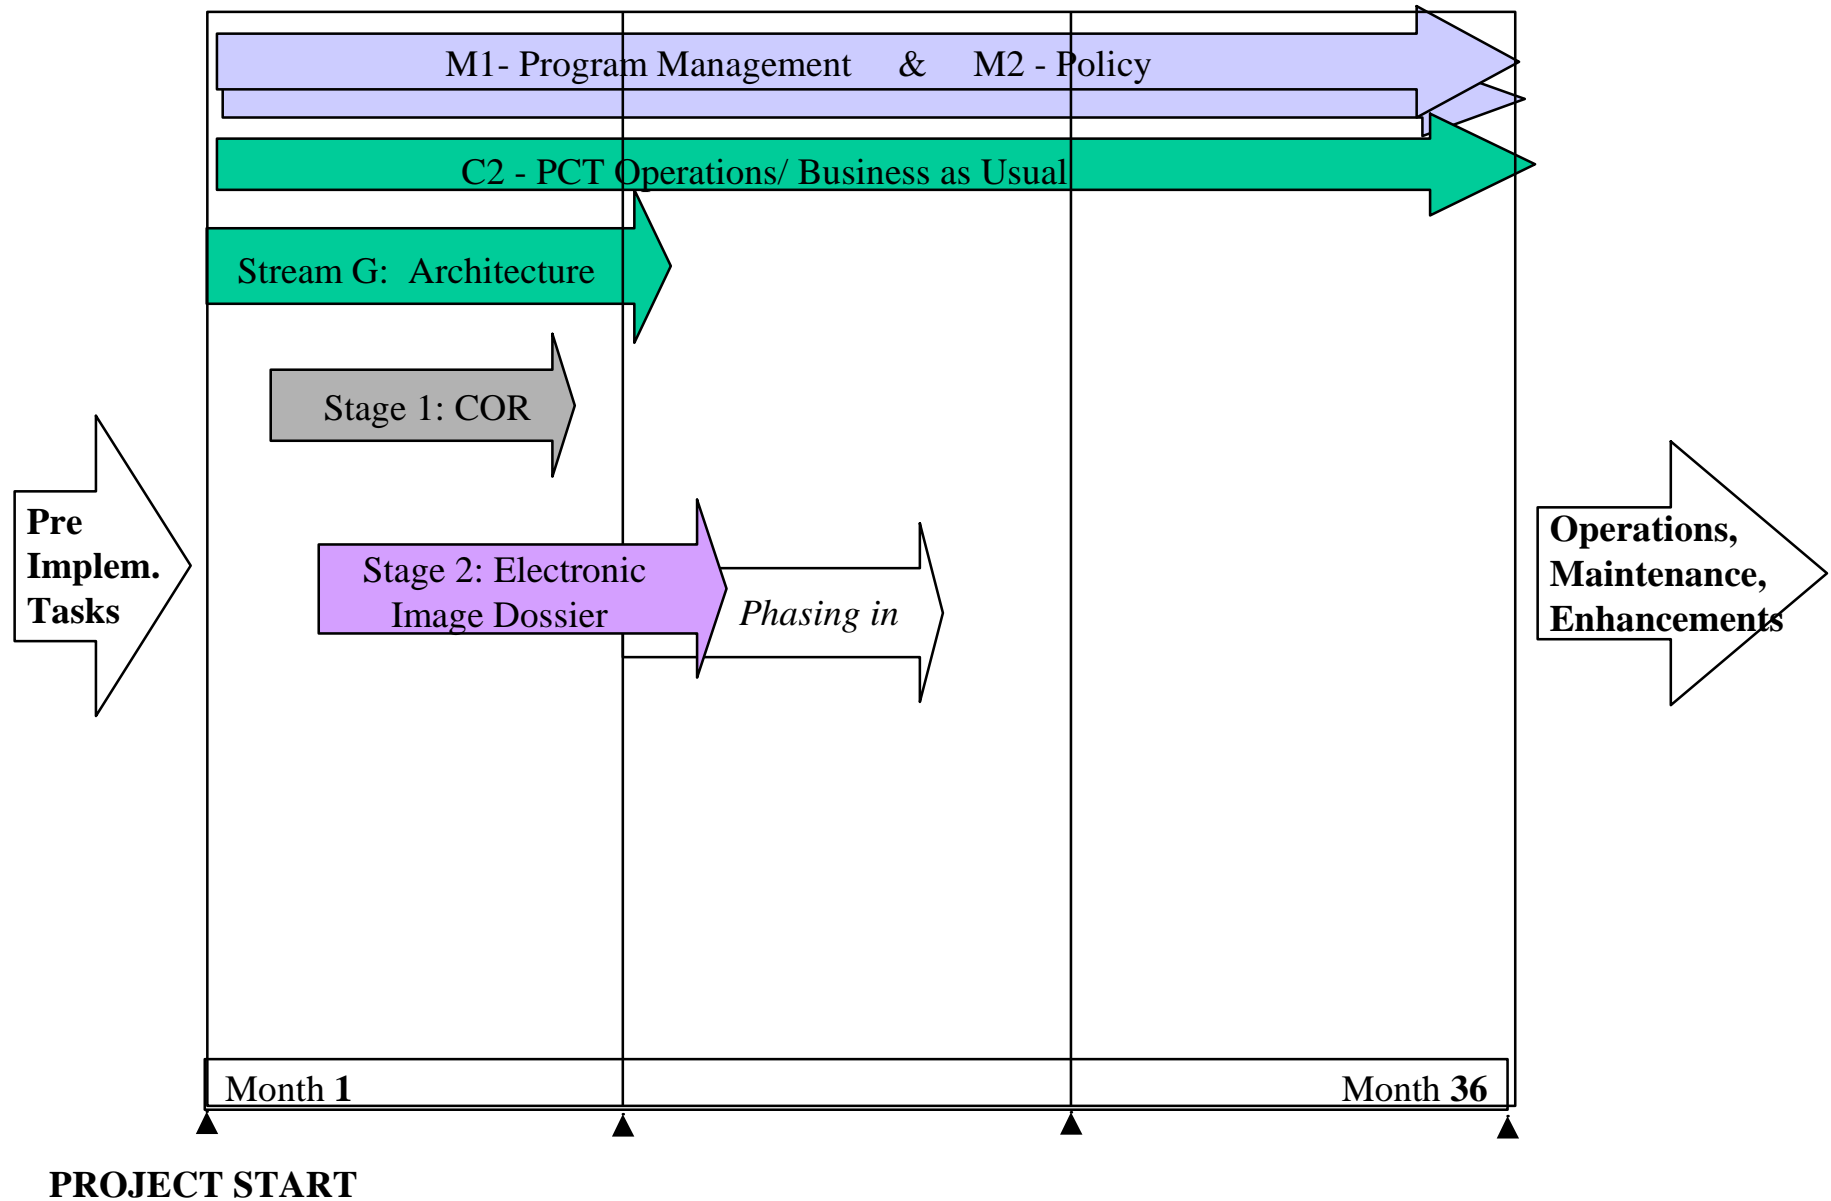 M1- Program Management & M2 - Policy
C2 - PCT Operations/ Business as Usual
Stream G: Architecture
Stage 1: COR
Pre
Implem.
Tasks
Stage 2: Electronic
Image Dossier
Phasing in
Operations,
Maintenance,
Enhancements
Month 1
Month 36
PROJECT START